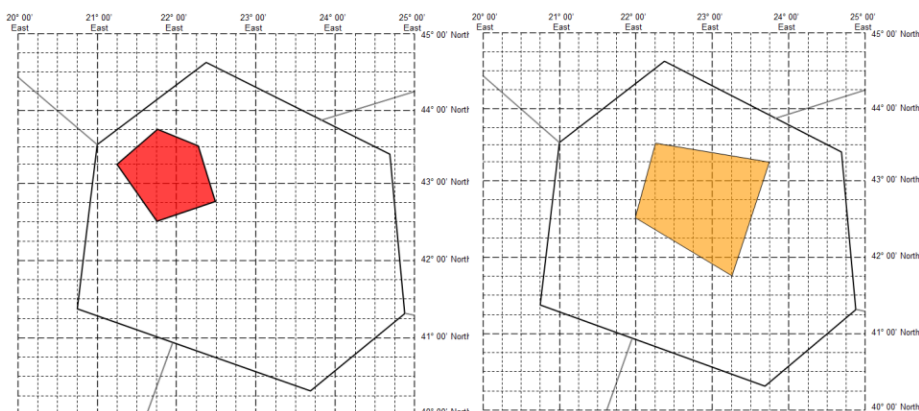 20° 00' 21° 00' 22° 00' 23° 00' 24° 00' 25° 00' 20° 00' 21° 00' 22° 00' 23° 00' 24° 00' 25° 00'
East East East East East East East East East East East East
45° 00' North 45° 00' North
44° 00' North 44° 00' North
43° 00' North 43° 00' North
42° 00' North 42° 00' North
41° 00' North 41° 00' North
40° 00' North 40° 00' North